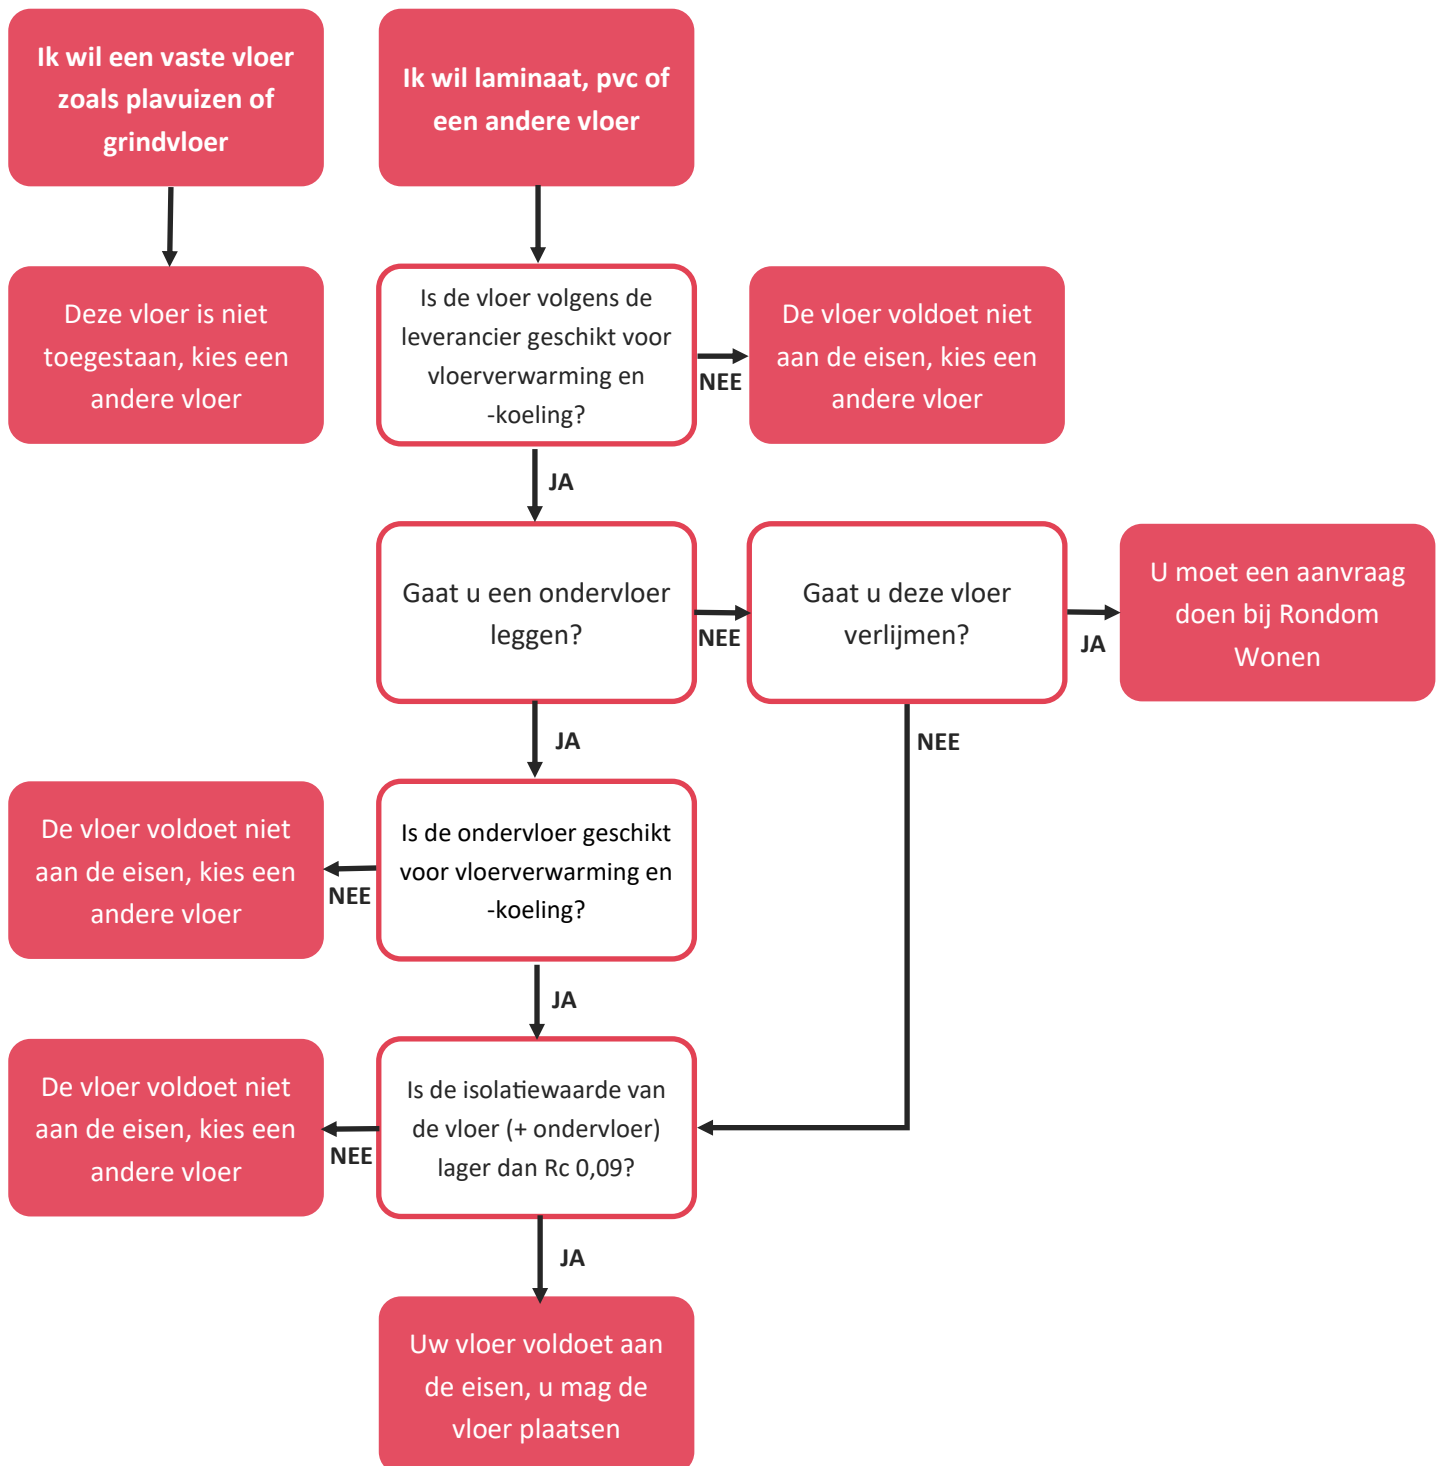 Ik wil een vaste vloer
zoals plavuizen of
grindvloer
Ik wil laminaat, pvc of
een andere vloer
Deze vloer is niet
toegestaan, kies een
andere vloer
Is de vloer volgens de
leverancier geschikt voor
vloerverwarming en
-koeling?
NEE
De vloer voldoet niet
aan de eisen, kies een
andere vloer
JA
Gaat u een ondervloer
leggen?
NEE
Gaat u deze vloer
verlijmen?
JA
U moet een aanvraag
doen bij Rondom
Wonen
JA
NEE
De vloer voldoet niet
aan de eisen, kies een
andere vloer
NEE
Is de ondervloer geschikt
voor vloerverwarming en
-koeling?
JA
De vloer voldoet niet
aan de eisen, kies een
andere vloer
NEE
Is de isolatiewaarde van
de vloer (+ ondervloer)
lager dan Rc 0,09?
JA
Uw vloer voldoet aan
de eisen, u mag de
vloer plaatsen